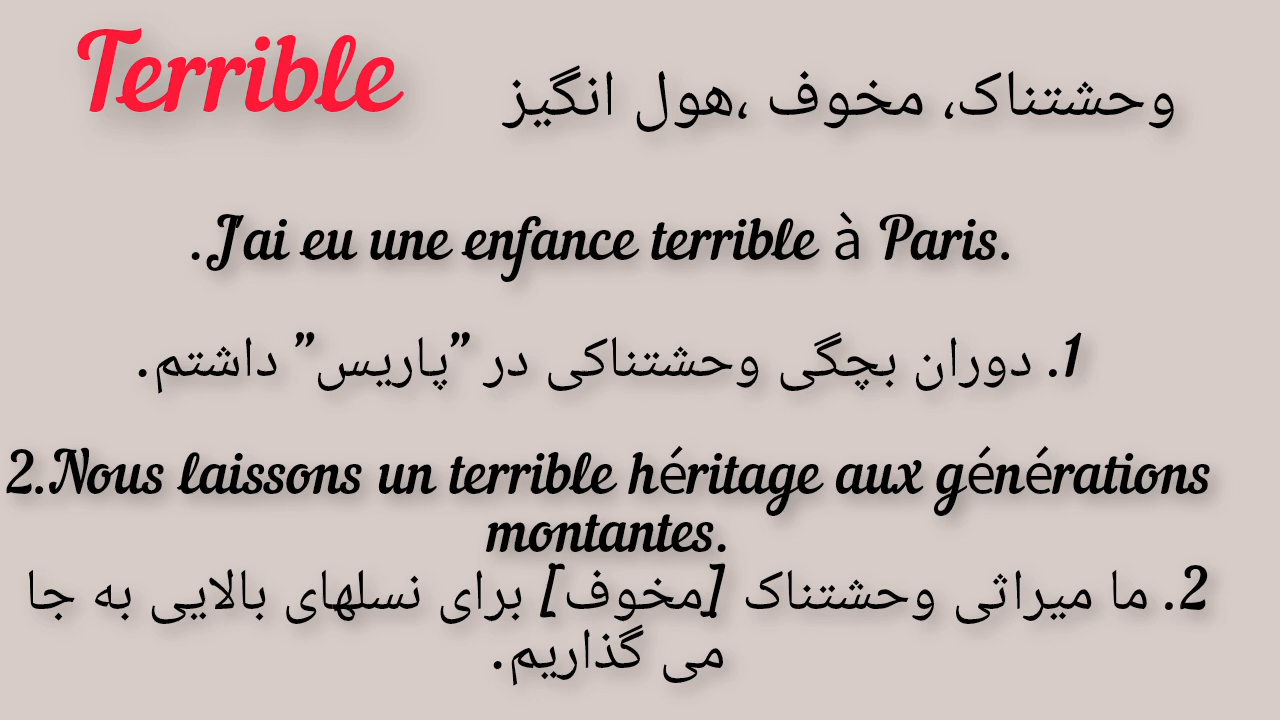 Terrible
وحشتناک، مخوف ،هول انگیز
.J'ai eu une enfance terrible à Paris.
1. دوران بچگی وحشتناکی در "پاریس" داشتم.
2.Nous laissons un terrible héritage aux générations
montantes.
2. ما میراثی وحشتناک [مخوف] برای نسلهای بالایی به جا
می گذاریم.